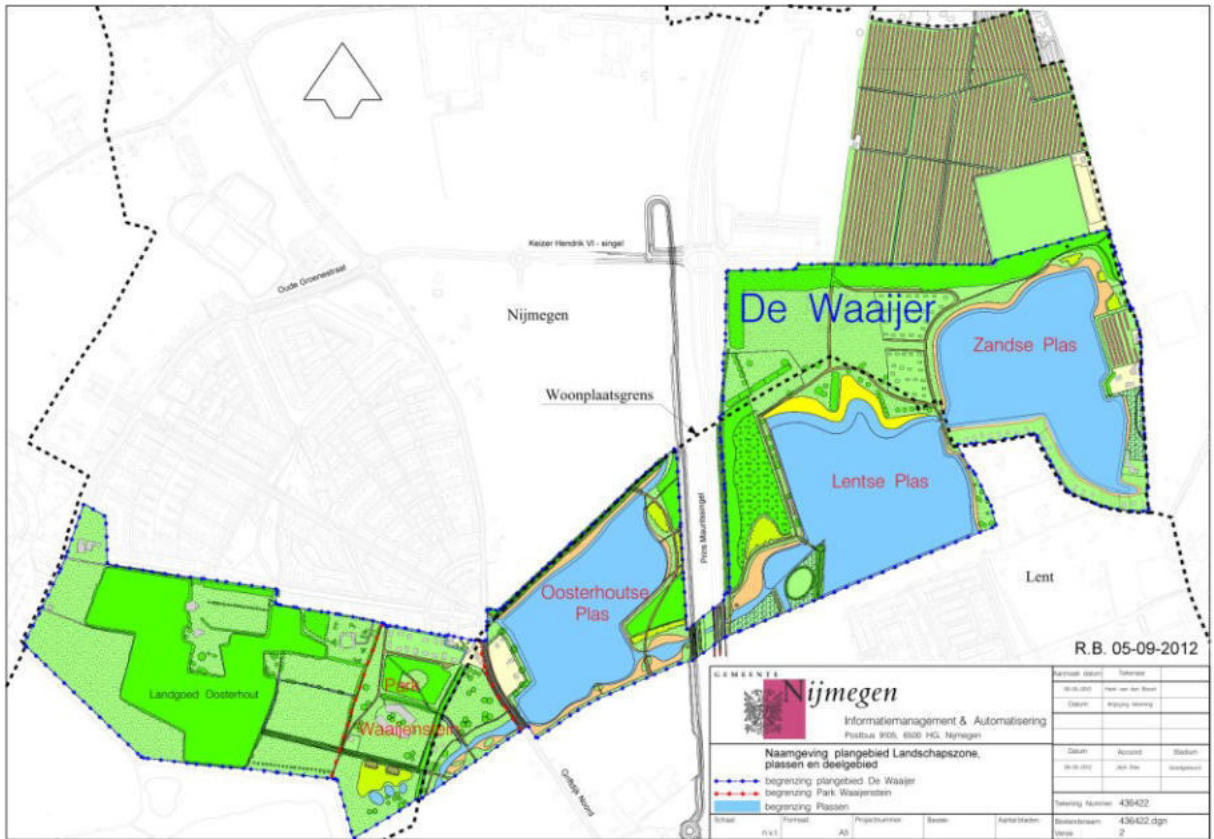 Keizer Hendrik VI - singel
Oude Groenestraat
Nijmegen
De Waaijer
Zandse Plas
Woonplaatsgrens
Lentse Plas
Prins Mauritssingel
Oosterhoutse
Plas
Lent
Landgoed Oosterhout
Park
Waaijenstein
Griftdijk Noord
R.B. 05-09-2012
GEMEENTE
Nijmegen
Informatiemanagement & Automatisering
Postbus 9105, 6500 HG, Nijmegen
Naamgeving plangebied Landschapszone,
plassen en deelgebied
begrenzing plangebied De Waaijer
begrenzing Park Waaijenstein
begrenzing Plassen
Schaal
n.v.t.
Formaat
A3
Projectnummer
Tekenaar
Datum
Datum
Akkoord
Stadium
Tekening Nummer 436422
Bestandsnaam 436422.dgn
Versie : 2